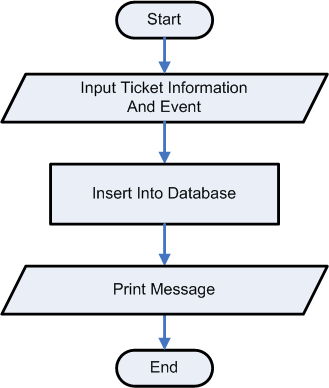 Start
Input Ticket Information
And Event
Insert Into Database
Print Message
End